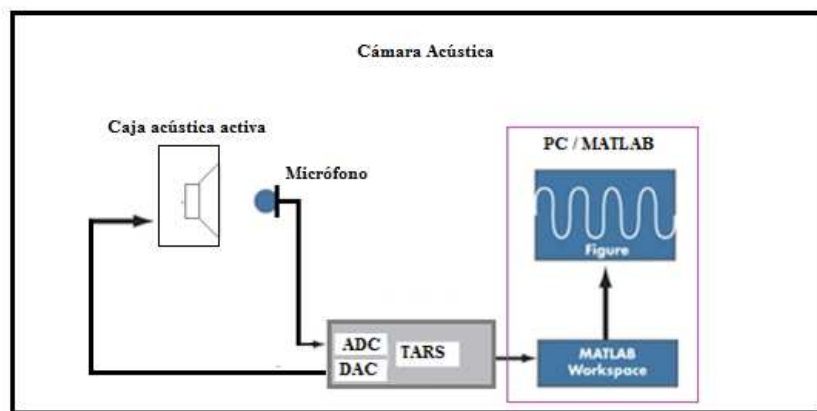 Cámara Acústica
Caja acústica activa
Micrófono
PC / MATLAB
Figure
ADC
TARS
DAC
MATLAB
Workspace